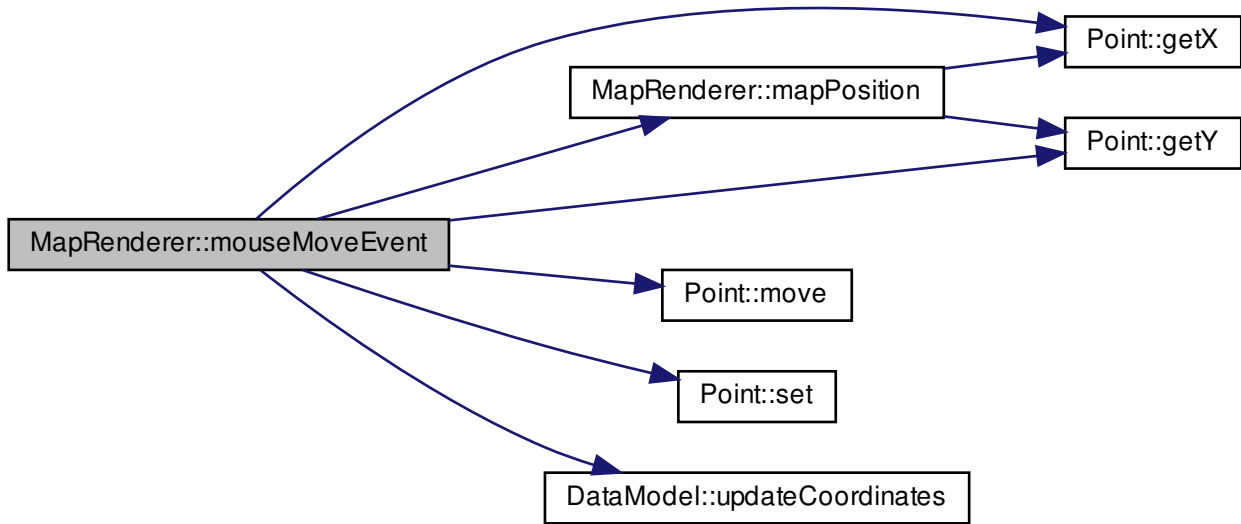 Point::getX
MapRenderer::mapPosition
Point::getY
MapRenderer::mouseMoveEvent
Point::move
Point::set
DataModel::updateCoordinates